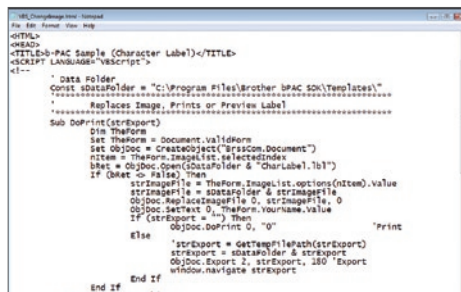 VBS_ChangeImage.html - Notepad
File Edit Format View Help
<HTML>
<HEAD>
<TITLE>b-PAC Sample (Character Label)</TITLE>
<SCRIPT LANGUAGE="VBScript">
<!--
' Data Folder
Const sDataFolder = "C:\Program Files\Brother bPAC SDK\Templates\"
'*******************************************************************
' Replaces Image, Prints or Preview Label
'*******************************************************************
Sub DoPrint(strExport)
Dim TheForm
Set TheForm = Document.ValidForm
Set ObjDoc = CreateObject("BrssCom.Document")
nItem = TheForm.ImageList.selectedIndex
bRet = ObjDoc.Open(sDataFolder & "CharLabel.lbl")
If (bRet <> False) Then
strImageFile = TheForm.ImageList.options(nItem).Value
strImageFile = sDataFolder & strImageFile
ObjDoc.ReplaceImageFile 0, strImageFile, 0
ObjDoc.SetText 0, TheForm.YourName.Value
If (strExport = "") Then
ObjDoc.DoPrint 0, "0" 'Print
Else
'strExport = GetTempFilePath(strExport)
strExport = sDataFolder & strExport
ObjDoc.Export 2, strExport, 180 'Export
window.navigate strExport
End If
End If